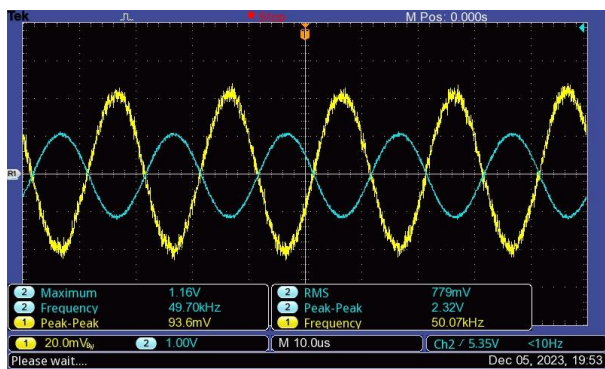 Tek M Pos: 0.000s
T
2 Maximum 1.16V
2 Frequency 49.70kHz
1 Peak-Peak 93.6mV
2 RMS 779mV
2 Peak-Peak 2.32V
1 Frequency 50.07kHz
1 20.0mV 2 1.00V M 10.0us Ch2 / 5.35V <10Hz
Please wait.... Dec 05, 2023, 19:53